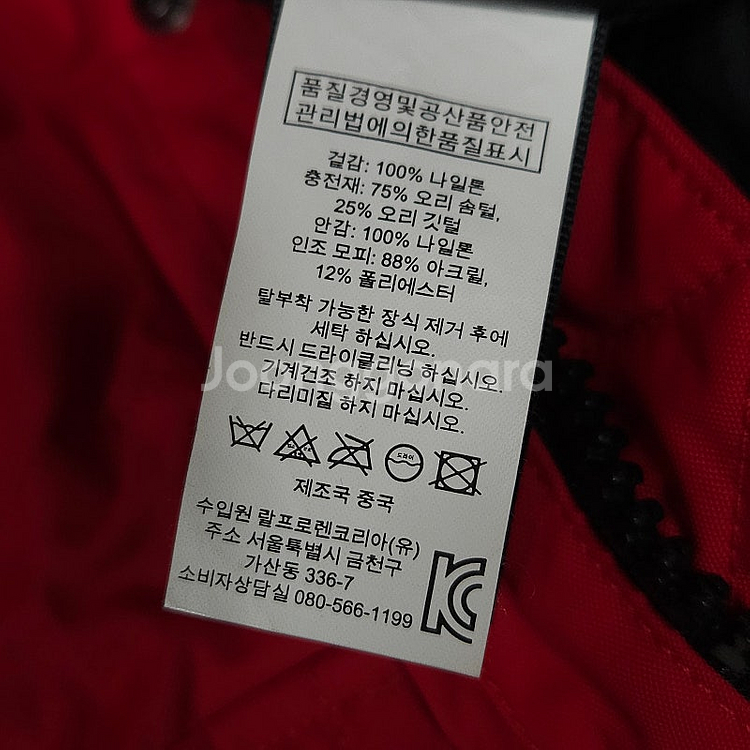 품질경영및공산품안전
관리법에의한품질표시
겉감: 100% 나일론
충전재: 75% 오리 솜털,
25% 오리 깃털
안감: 100% 나일론
인조 모피: 88% 아크릴,
12% 폴리에스터
탈부착 가능한 장식 제거 후에
세탁 하십시오.
반드시 드라이클리닝 하십시오.
기계건조 하지 마십시오.
다리미질 하지 마십시오.
드라이
제조국 중국
수입원 랄프로렌코리아(유)
주소 서울특별시 금천구
가산동 336-7
소비자상담실 080-566-1199
KC
Joonggonara